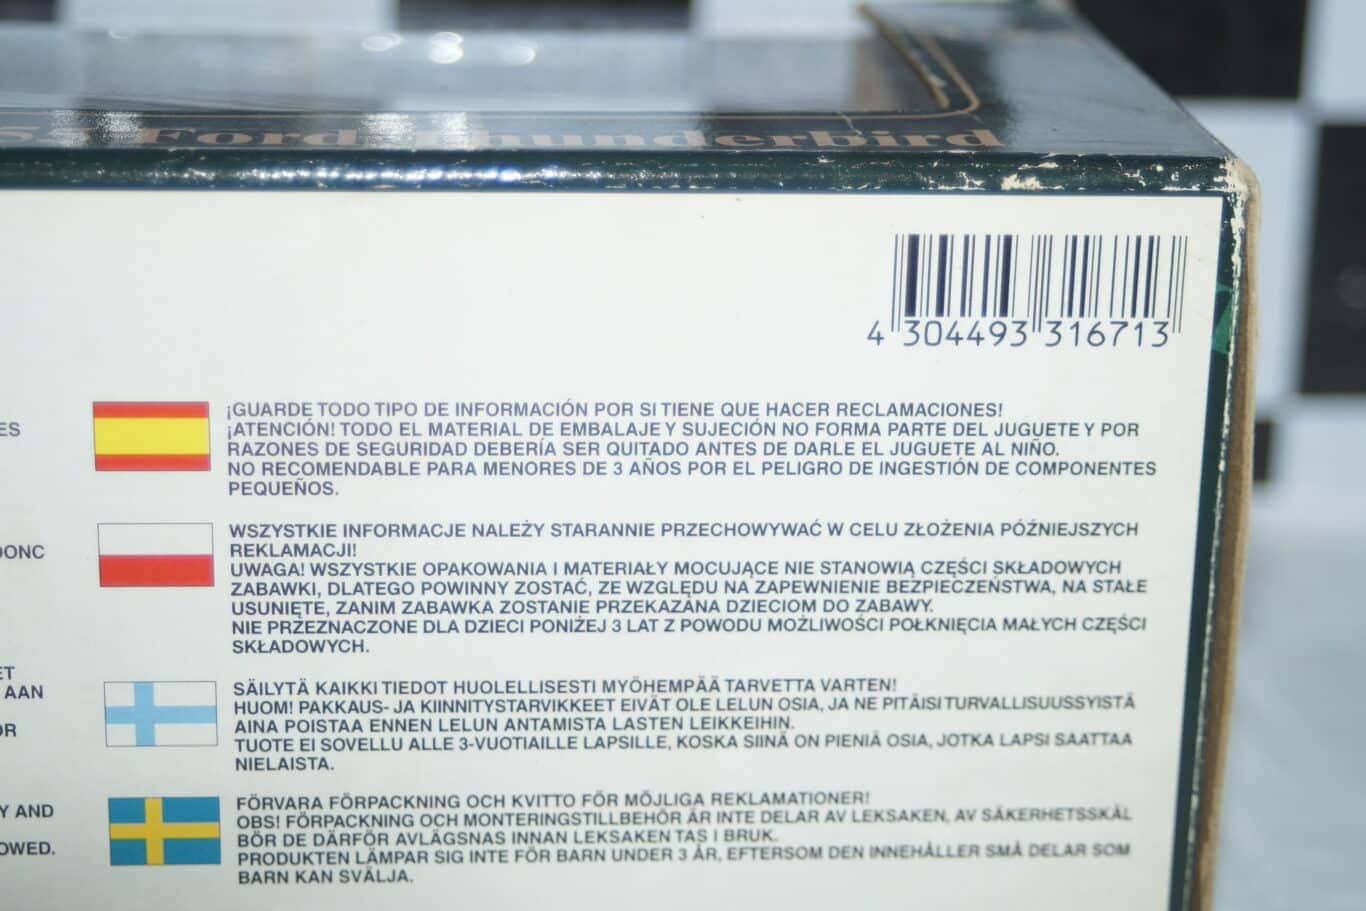 Ford Thunderbird
4 304493 316713
ES
¡GUARDE TODO TIPO DE INFORMACIÓN POR SI TIENE QUE HACER RECLAMACIONES!
¡ATENCIÓN! TODO EL MATERIAL DE EMBALAJE Y SUJECIÓN NO FORMA PARTE DEL JUGUETE Y POR
RAZONES DE SEGURIDAD DEBERÍA SER QUITADO ANTES DE DARLE EL JUGUETE AL NIÑO.
NO RECOMENDABLE PARA MENORES DE 3 AÑOS POR EL PELIGRO DE INGESTIÓN DE COMPONENTES
PEQUEÑOS.
DONC
WSZYSTKIE INFORMACJE NALEŻY STARANNIE PRZECHOWYWAĆ W CELU ZŁOŻENIA PÓŹNIEJSZYCH
REKLAMACJI!
UWAGA! WSZYSTKIE OPAKOWANIA I MATERIAŁY MOCUJĄCE NIE STANOWIĄ CZĘŚCI SKŁADOWYCH
ZABAWKI, DLATEGO POWINNY ZOSTAĆ, ZE WZGLĘDU NA ZAPEWNIENIE BEZPIECZEŃSTWA, NA STAŁE
USUNIĘTE, ZANIM ZABAWKA ZOSTANIE PRZEKAZANA DZIECIOM DO ZABAWY.
NIE PRZEZNACZONE DLA DZIECI PONIŻEJ 3 LAT Z POWODU MOŻLIWOŚCI POŁKNIĘCIA MAŁYCH CZĘŚCI
SKŁADOWYCH.
ET
AAN
OR
SÄILYTÄ KAIKKI TIEDOT HUOLELLISESTI MYÖHEMPÄÄ TARVETTA VARTEN!
HUOM! PAKKAUS- JA KIINNITYSTARVIKKEET EIVÄT OLE LELUN OSIA, JA NE PITÄISI TURVALLISUUSSYISTÄ
AINA POISTAA ENNEN LELUN ANTAMISTA LASTEN LEIKKEIHIN.
TUOTE EI SOVELLU ALLE 3-VUOTIAILLE LAPSILLE, KOSKA SIINÄ ON PIENIÄ OSIA, JOTKA LAPSI SAATTAA
NIELAISTA.
Y AND
OWED.
FÖRVARA FÖRPACKNING OCH KVITTO FÖR MÖJLIGA REKLAMATIONER!
OBS! FÖRPACKNING OCH MONTERINGSTILLBEHÖR ÄR INTE DELAR AV LEKSAKEN, AV SÄKERHETSSKÄL
BÖR DE DÄRFÖR AVLÄGSNAS INNAN LEKSAKEN TAS I BRUK.
PRODUKTEN LÄMPAR SIG INTE FÖR BARN UNDER 3 ÅR, EFTERSOM DEN INNEHÅLLER SMÅ DELAR SOM
BARN KAN SVÄLJA.